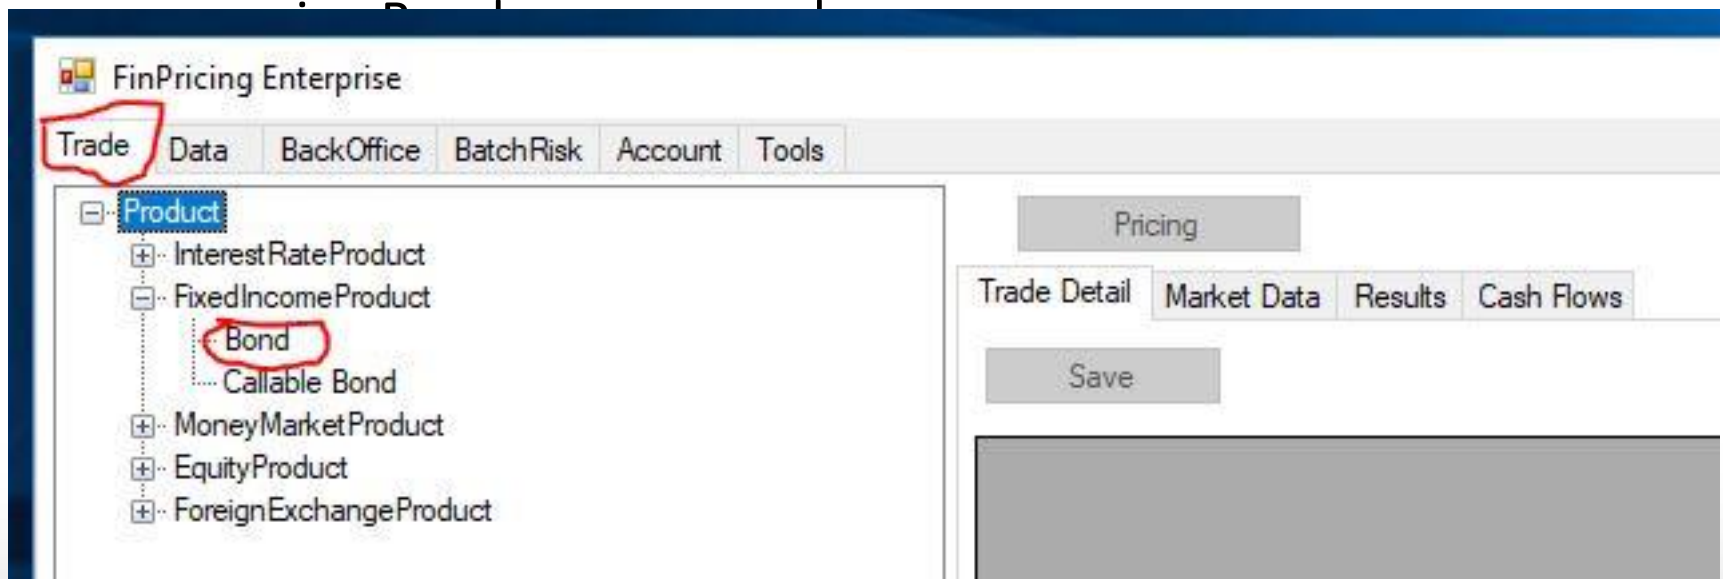 FinPricing Enterprise
Trade Data BackOffice BatchRisk Account Tools
Product
InterestRateProduct
FixedIncomeProduct
Bond
Callable Bond
MoneyMarketProduct
EquityProduct
ForeignExchangeProduct
Pricing
Trade Detail Market Data Results Cash Flows
Save